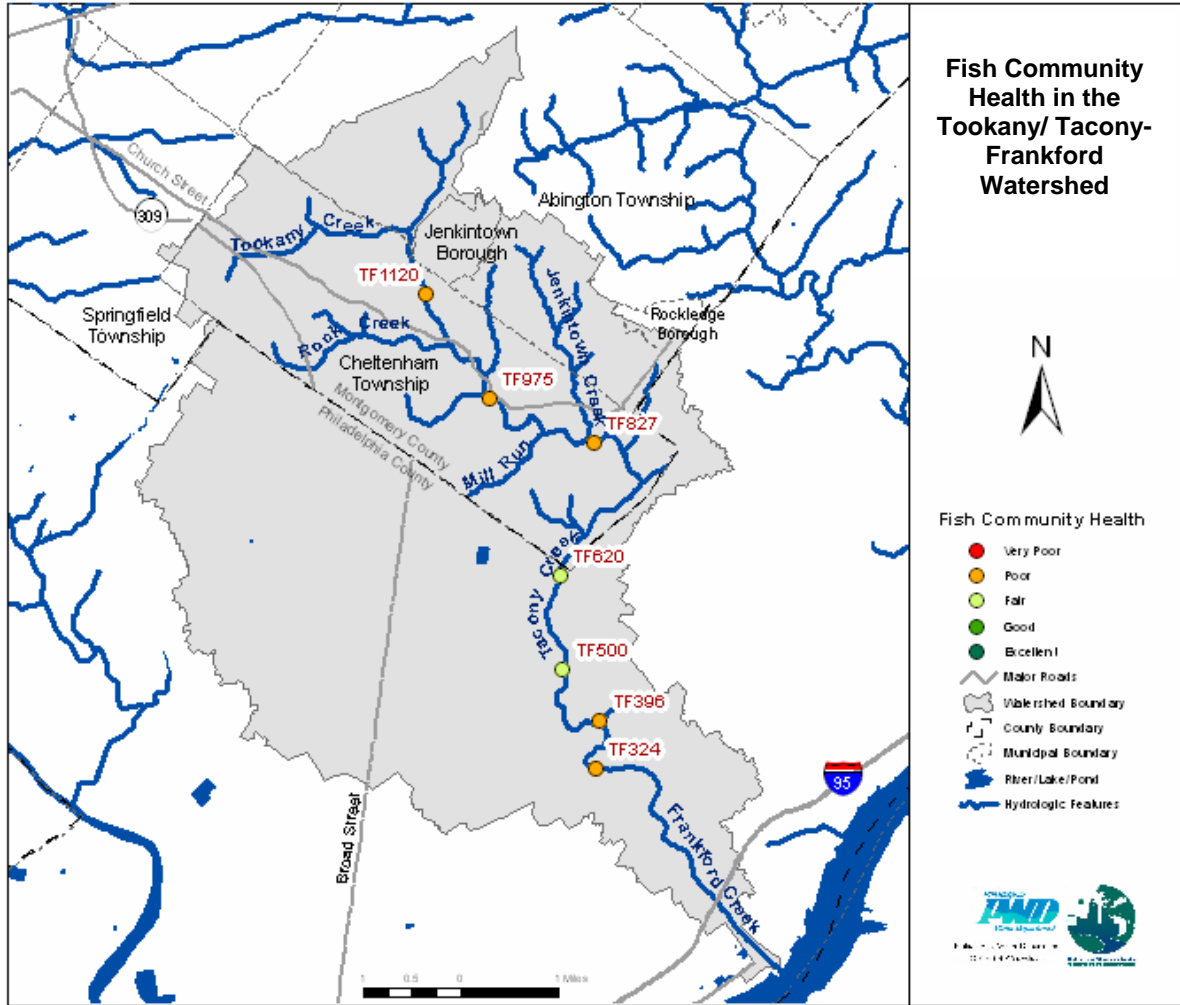 Fish Community
Health in the
Tookany/ Tacony-
Frankford
Watershed
N
Fish Community Health
Very Poor
Poor
Fair
Good
Excellent
Major Roads
Watershed Boundary
County Boundary
Municipal Boundary
River/Lake/Pond
Hydrologic Features
PWD
Church Street
309
Tookany Creek
Jenkintown
Borough
Abington Township
TF1120
Jenkintown Creek
Springfield
Township
Rock Creek
Rockledge
Borough
Cheltenham
Township
TF975
Montgomery County
Philadelphia County
TF827
Mill Run
TF620
Tacony Creek
TF500
TF396
TF324
95
Broad Street
Frankford Creek
1 0.5 0 1 Miles